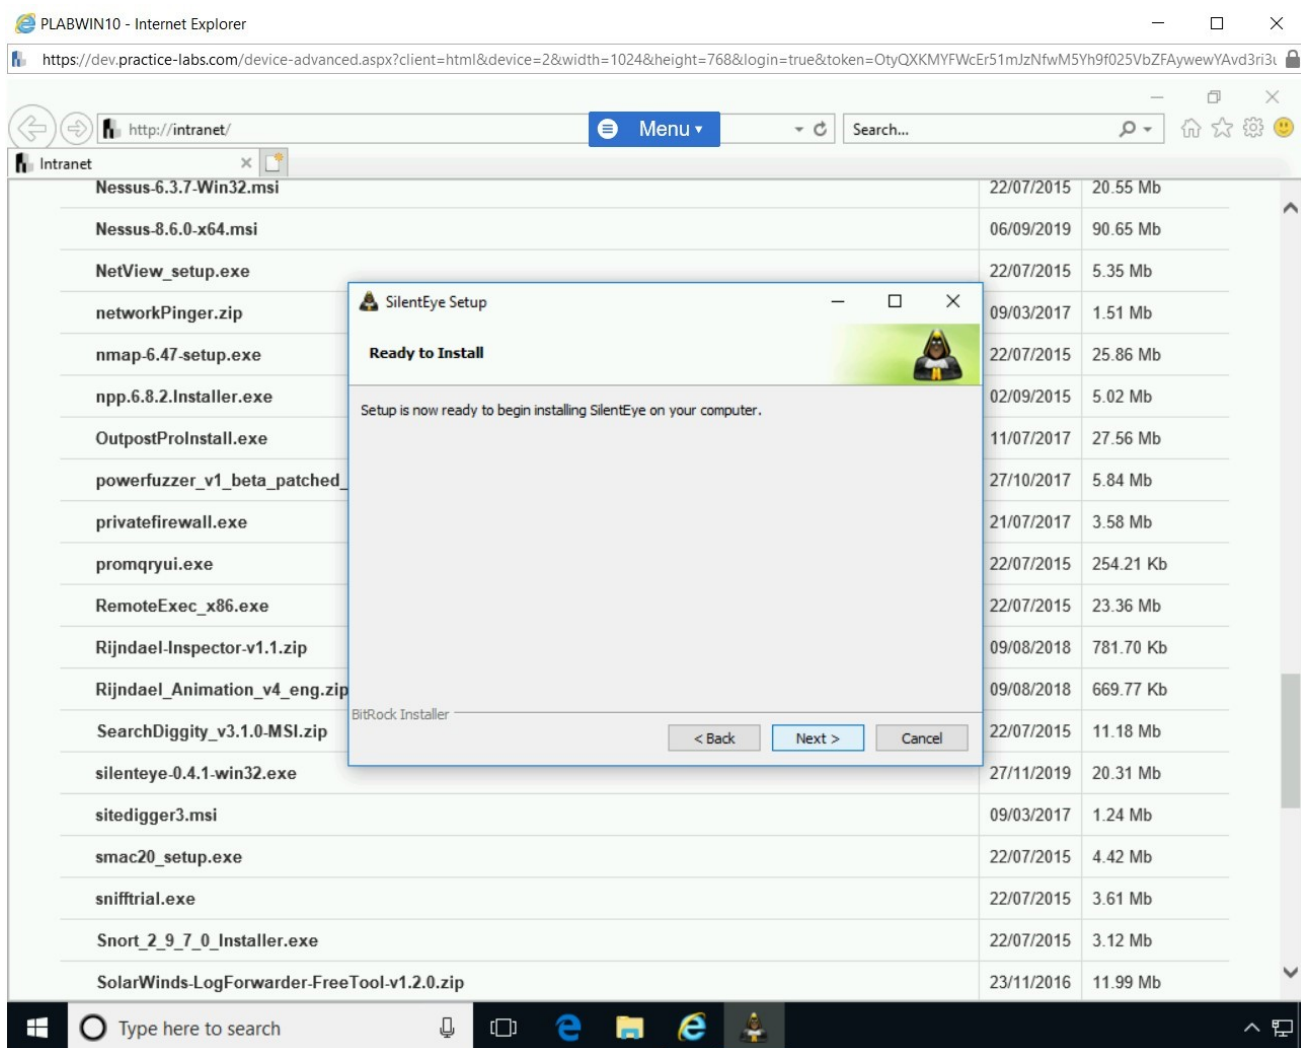 PLABWIN10 - Internet Explorer
https://dev.practice-labs.com/device-advanced.aspx?client=html&device=2&width=1024&height=768&login=true&token=OtyQXKMYFWcEr51mJzNfwM5Yh9f025VbZFAywewYAvd3ri3
http://intranet/
Menu
Search...
Intranet
Nessus-6.3.7-Win32.msi 22/07/2015 20.55 Mb
Nessus-8.6.0-x64.msi 06/09/2019 90.65 Mb
NetView_setup.exe 22/07/2015 5.35 Mb
networkPinger.zip 09/03/2017 1.51 Mb
nmap-6.47-setup.exe 22/07/2015 25.86 Mb
npp.6.8.2.Installer.exe 02/09/2015 5.02 Mb
OutpostProInstall.exe 11/07/2017 27.56 Mb
powerfuzzer_v1_beta_patched_ 27/10/2017 5.84 Mb
privatefirewall.exe 21/07/2017 3.58 Mb
promqryui.exe 22/07/2015 254.21 Kb
RemoteExec_x86.exe 22/07/2015 23.36 Mb
Rijndael-Inspector-v1.1.zip 09/08/2018 781.70 Kb
Rijndael_Animation_v4_eng.zip 09/08/2018 669.77 Kb
SearchDiggity_v3.1.0-MSI.zip 22/07/2015 11.18 Mb
silenteye-0.4.1-win32.exe 27/11/2019 20.31 Mb
sitedigger3.msi 09/03/2017 1.24 Mb
smac20_setup.exe 22/07/2015 4.42 Mb
snifftrial.exe 22/07/2015 3.61 Mb
Snort_2_9_7_0_Installer.exe 22/07/2015 3.12 Mb
SolarWinds-LogForwarder-FreeTool-v1.2.0.zip 23/11/2016 11.99 Mb
SilentEye Setup
Ready to Install
Setup is now ready to begin installing SilentEye on your computer.
BitRock Installer
< Back
Next >
Cancel
Type here to search